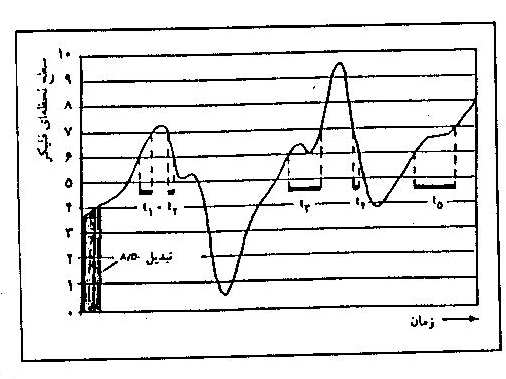 سطح لحظه‌ای فلیکر
۱۰
۹
۸
۷
۶
۵
۴
۳
۲
۱
۰
t۱ - t۲
t۳
t۴
t۵
تبدیل A/D
زمان